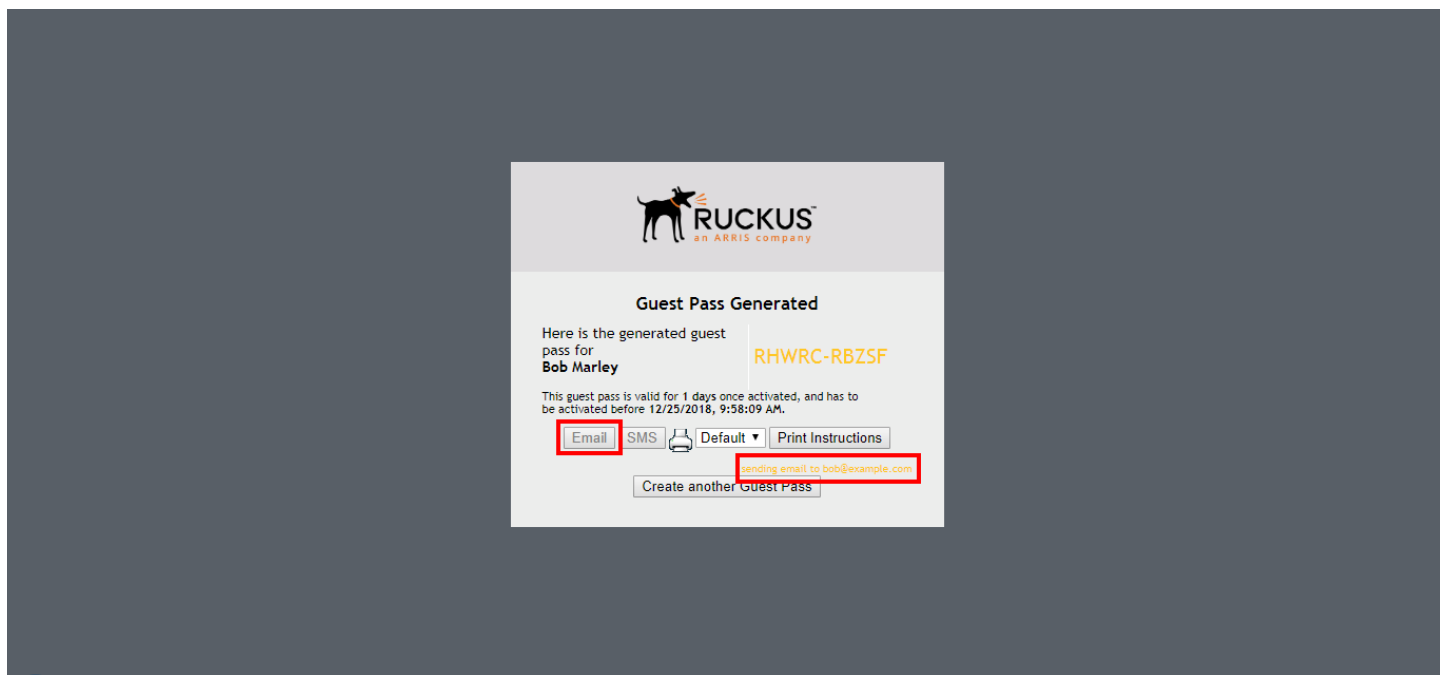 RUCKUS™
an ARRIS company
Guest Pass Generated
Here is the generated guest
pass for
Bob Marley
RHWRC-RBZSF
This guest pass is valid for 1 days once activated, and has to
be activated before 12/25/2018, 9:58:09 AM.
Email SMS Default Print Instructions
sending email to bob@example.com
Create another Guest Pass